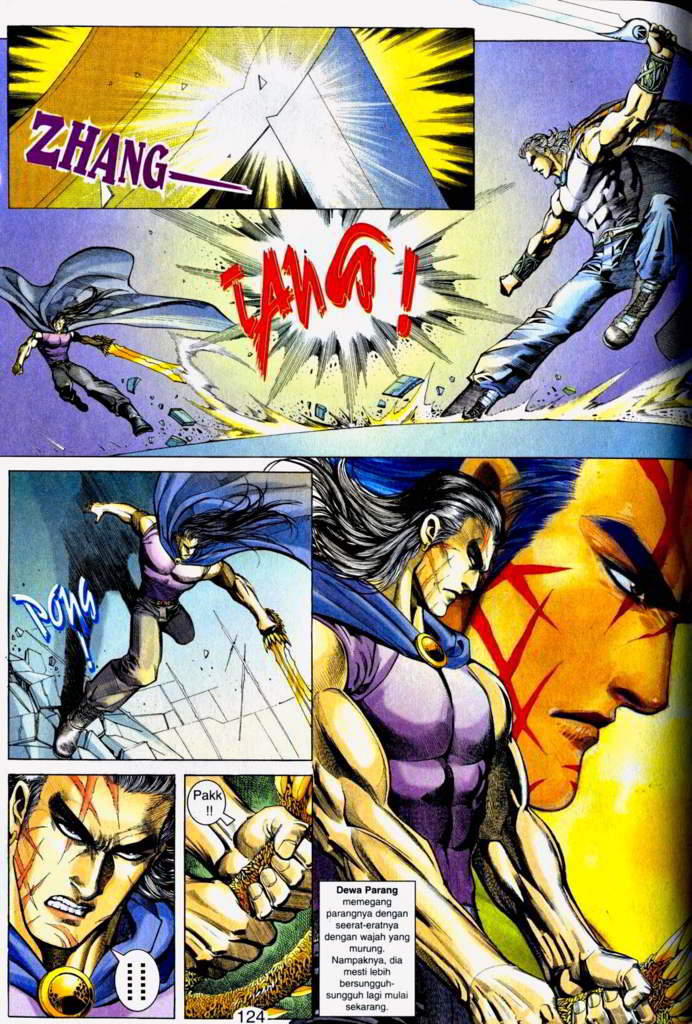 ZHANG
TANG!
PONG!
Pakk
!!
Dewa Parang
memegang
parangnya dengan
seerat-eratnya
dengan wajah yang
murung.
Nampaknya, dia
mesti lebih
bersungguh-
sungguh lagi mulai
sekarang.
124